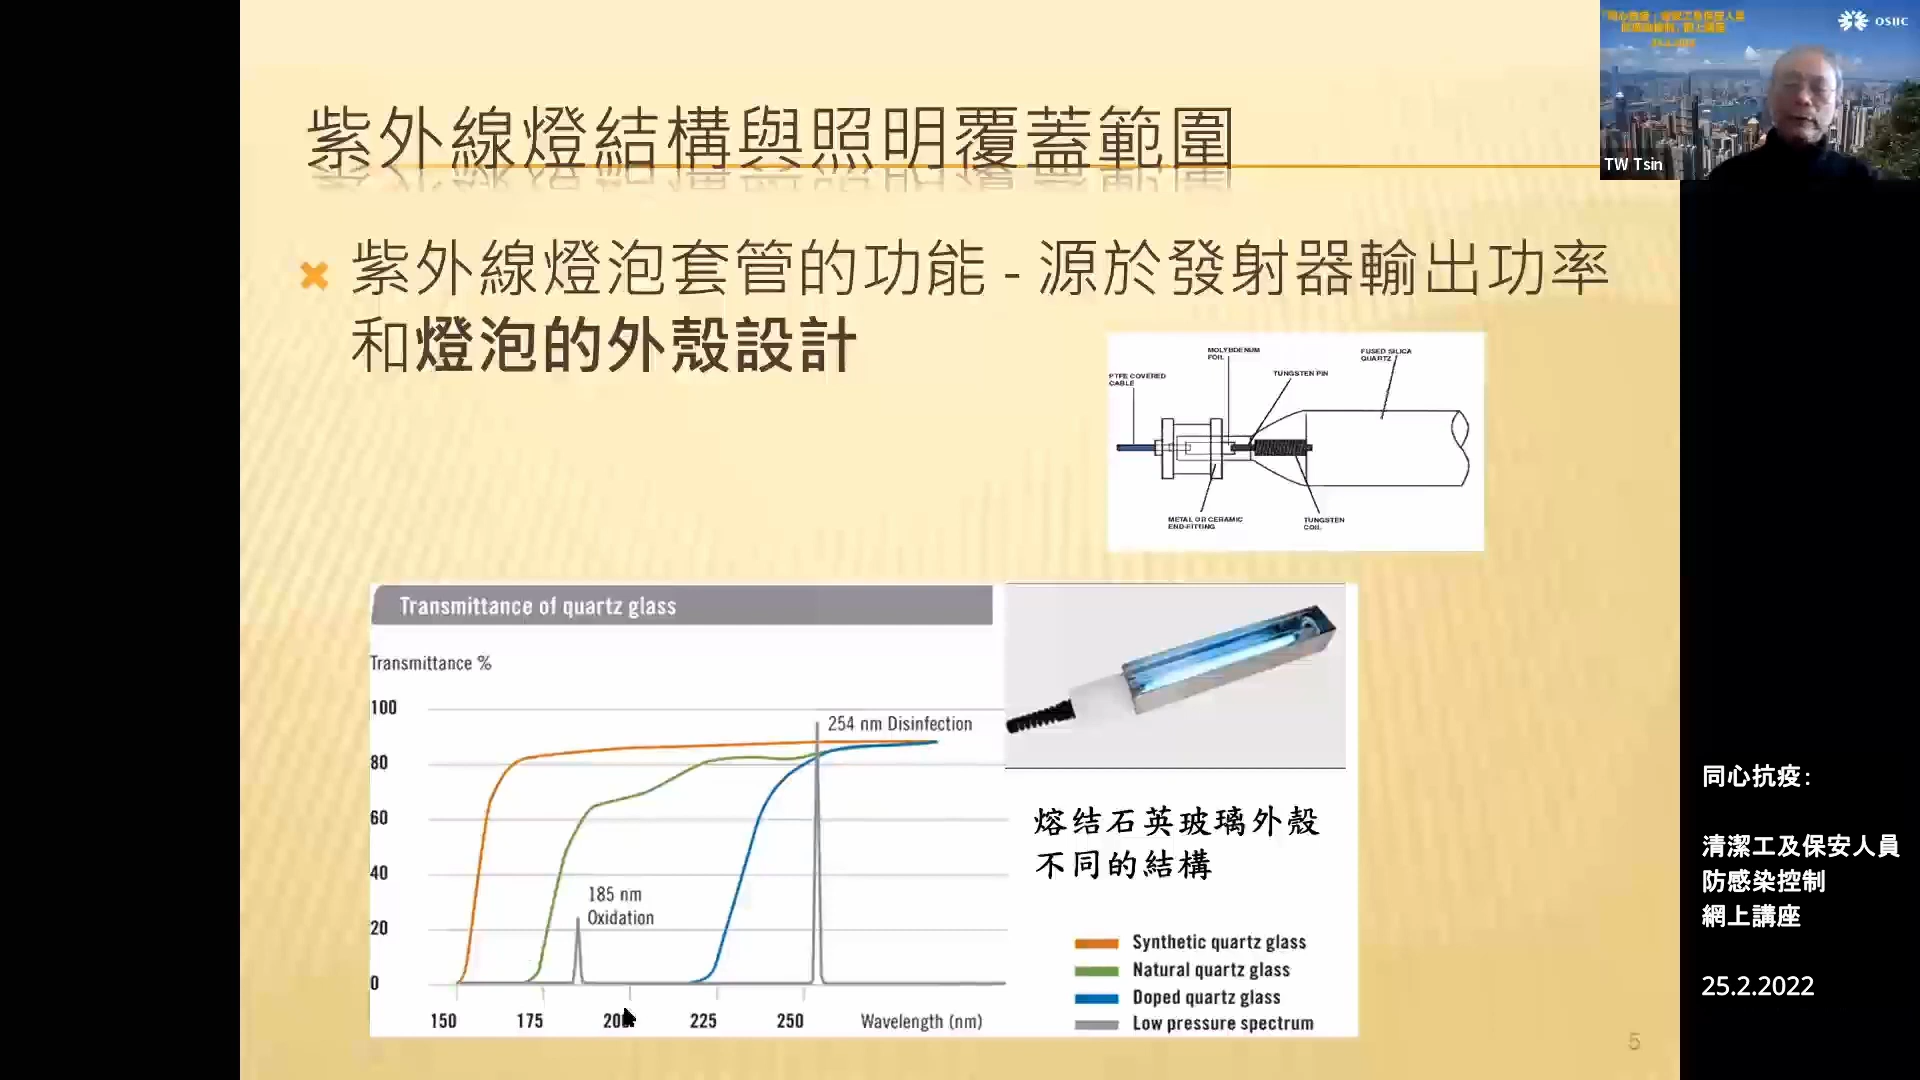 紫外線燈結構與照明覆蓋範圍
紫外線燈泡套管的功能 - 源於發射器輸出功率
和燈泡的外殼設計
MOLYBDENUM
FOIL
FUSED SILICA
QUARTZ
PTFE COVERED
CABLE
TUNGSTEN PIN
METAL OR CERAMIC
END-FITTING
TUNGSTEN
COIL
Transmittance of quartz glass
Transmittance %
100
80
60
40
20
0
254 nm Disinfection
185 nm
Oxidation
150 175 200 225 250 Wavelength (nm)
熔结石英玻璃外殼
不同的結構
Synthetic quartz glass
Natural quartz glass
Doped quartz glass
Low pressure spectrum
5
OSIIC
TW Tsin
同心抗疫:
清潔工及保安人員
防感染控制
網上講座
25.2.2022